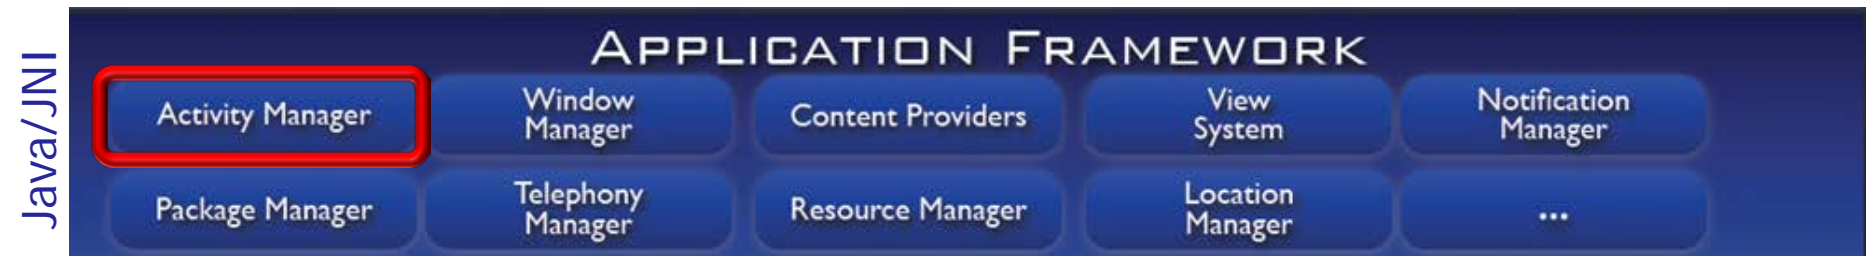 Java/JNI
APPLICATION FRAMEWORK
Activity Manager
Window
Manager
Content Providers
View
System
Notification
Manager
Package Manager
Telephony
Manager
Resource Manager
Location
Manager
...